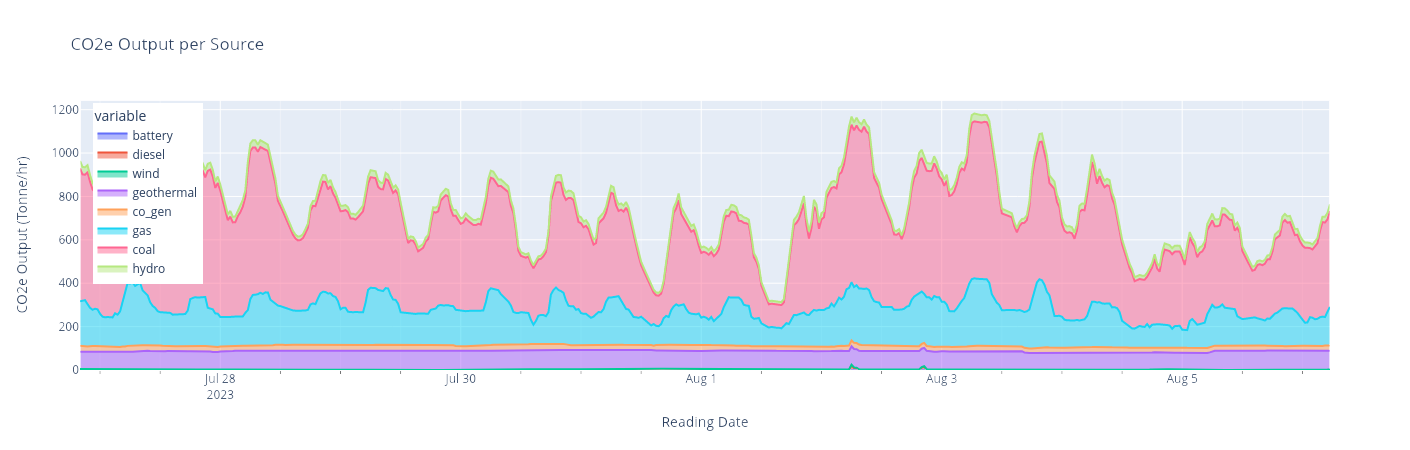 CO2e Output per Source
CO2e Output (Tonne/hr)
1200
1000
800
600
400
200
0
variable
battery
diesel
wind
geothermal
co_gen
gas
coal
hydro
Jul 28
2023
Jul 30
Aug 1
Aug 3
Aug 5
Reading Date